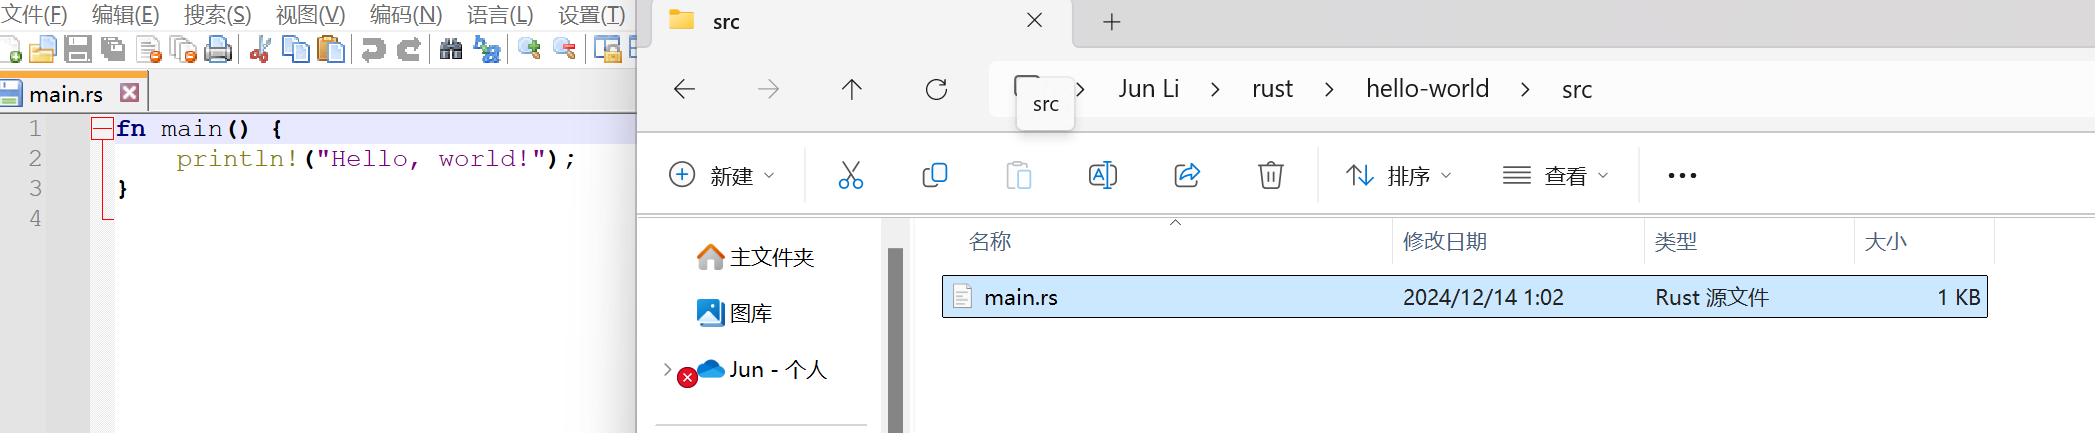 文件(F) 编辑(E) 搜索(S) 视图(V) 编码(N) 语言(L) 设置(T)
main.rs
1 fn main() {
2 println!("Hello, world!");
3 }
4
src
Jun Li > rust > hello-world > src
src
新建 排序 查看
主文件夹
图库
Jun - 个人
名称 修改日期 类型 大小
main.rs 2024/12/14 1:02 Rust 源文件 1 KB